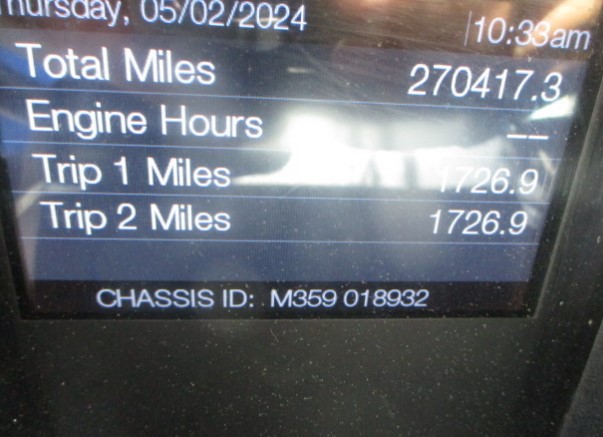 Thursday, 05/02/2024 10:33am
Total Miles 270417.3
Engine Hours --
Trip 1 Miles 1726.9
Trip 2 Miles 1726.9
CHASSIS ID: M359 018932